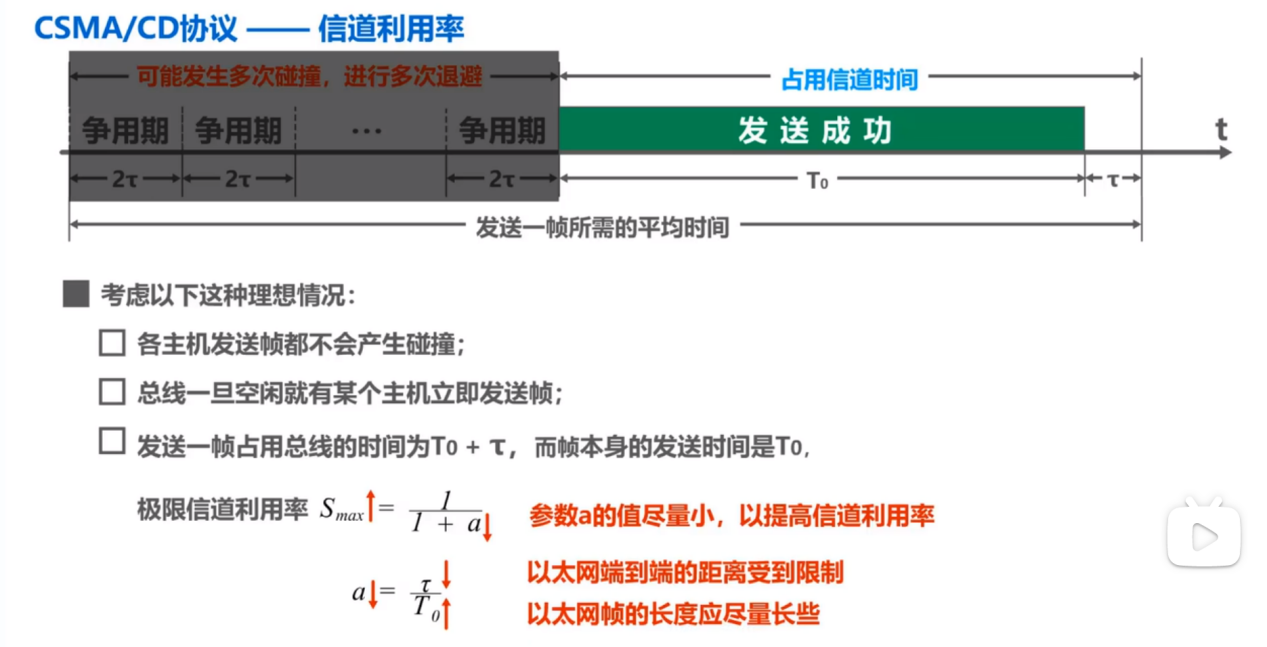 CSMA/CD协议 —— 信道利用率
可能发生多次碰撞，进行多次退避
占用信道时间
争用期 争用期 … 争用期 发送成功 t
2τ 2τ 2τ T₀ τ
发送一帧所需的平均时间
考虑以下这种理想情况：
各主机发送帧都不会产生碰撞；
总线一旦空闲就有某个主机立即发送帧；
发送一帧占用总线的时间为T₀ + τ，而帧本身的发送时间是T₀,
极限信道利用率 Smax↑= 1 / 1 + a↓ 参数a的值尽量小，以提高信道利用率
a↓= τ↓ / T₀↑
以太网端到端的距离受到限制
以太网帧的长度应尽量长些